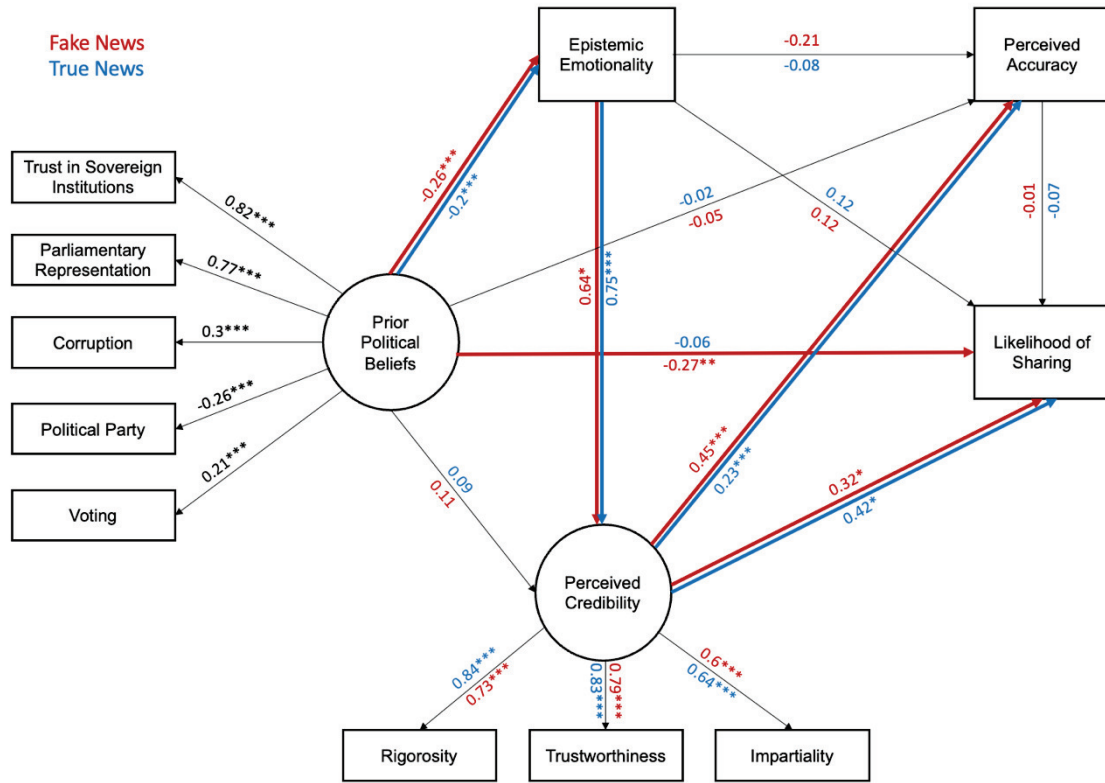 Fake News
True News
Epistemic
Emotionality
-0.21
-0.08
Perceived
Accuracy
Trust in Sovereign
Institutions
0.82***
-0.26***
-0.2***
-0.02
-0.05
0.12
0.12
-0.01
-0.07
Parliamentary
Representation
0.77***
0.64*
0.75***
Corruption
0.3***
Prior
Political
Beliefs
-0.06
-0.27**
Likelihood of
Sharing
Political Party
-0.26***
0.45***
0.23***
Voting
0.21***
0.09
0.11
0.32*
0.42*
Perceived
Credibility
0.84***
0.73***
0.83***
0.79***
0.6***
0.64***
Rigorosity
Trustworthiness
Impartiality